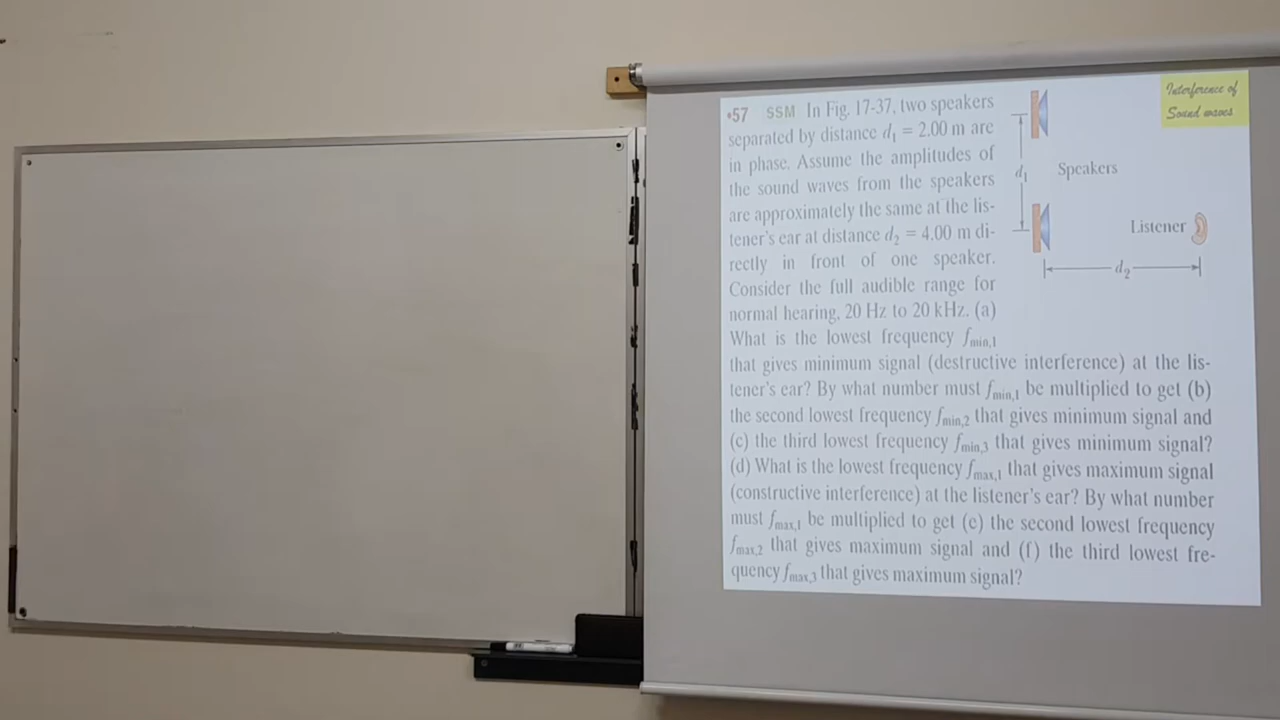 •57 SSM In Fig. 17-37, two speakers
separated by distance d₁ = 2.00 m are
in phase. Assume the amplitudes of
the sound waves from the speakers
are approximately the same at the lis-
tener's ear at distance d₂ = 4.00 m di-
rectly in front of one speaker.
Consider the full audible range for
normal hearing, 20 Hz to 20 kHz. (a)
What is the lowest frequency fmin,1
that gives minimum signal (destructive interference) at the lis-
tener's ear? By what number must fmin,1 be multiplied to get (b)
the second lowest frequency fmin,2 that gives minimum signal and
(c) the third lowest frequency fmin,3 that gives minimum signal?
(d) What is the lowest frequency fmax,1 that gives maximum signal
(constructive interference) at the listener's ear? By what number
must fmax,1 be multiplied to get (e) the second lowest frequency
fmax,2 that gives maximum signal and (f) the third lowest fre-
quency fmax,3 that gives maximum signal?
Interference of
Sound waves
d₁
Speakers
Listener
d₂